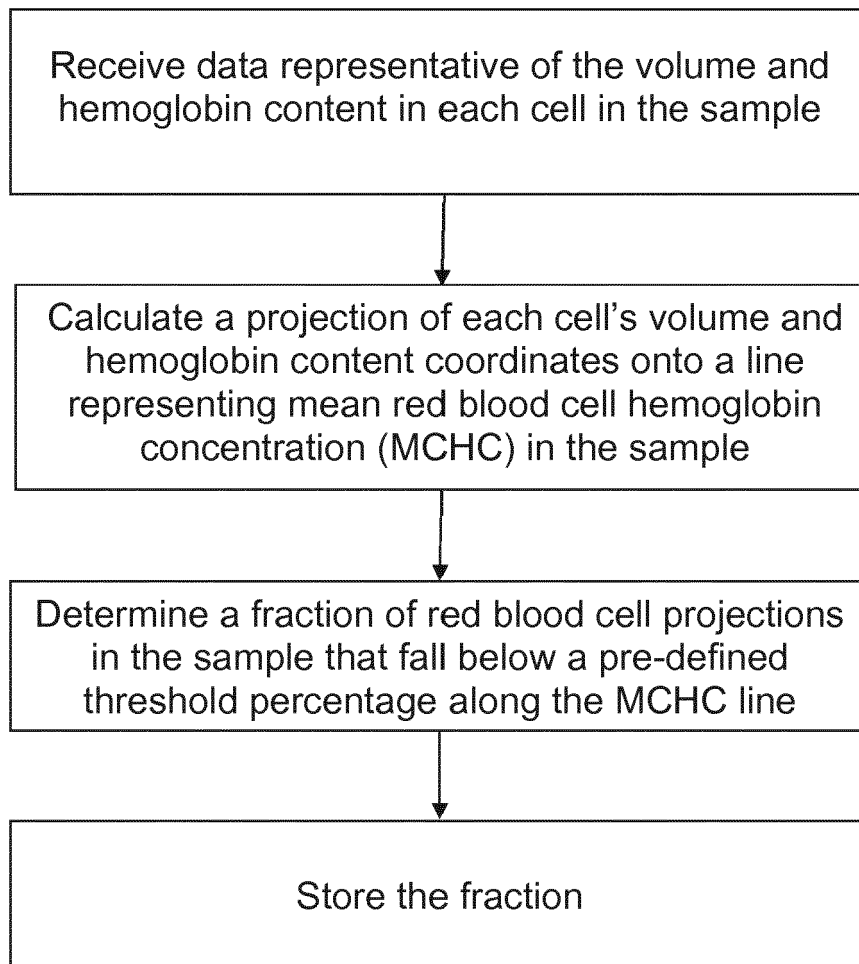 Receive data representative of the volume and
hemoglobin content in each cell in the sample
Calculate a projection of each cell's volume and
hemoglobin content coordinates onto a line
representing mean red blood cell hemoglobin
concentration (MCHC) in the sample
Determine a fraction of red blood cell projections
in the sample that fall below a pre-defined
threshold percentage along the MCHC line
Store the fraction